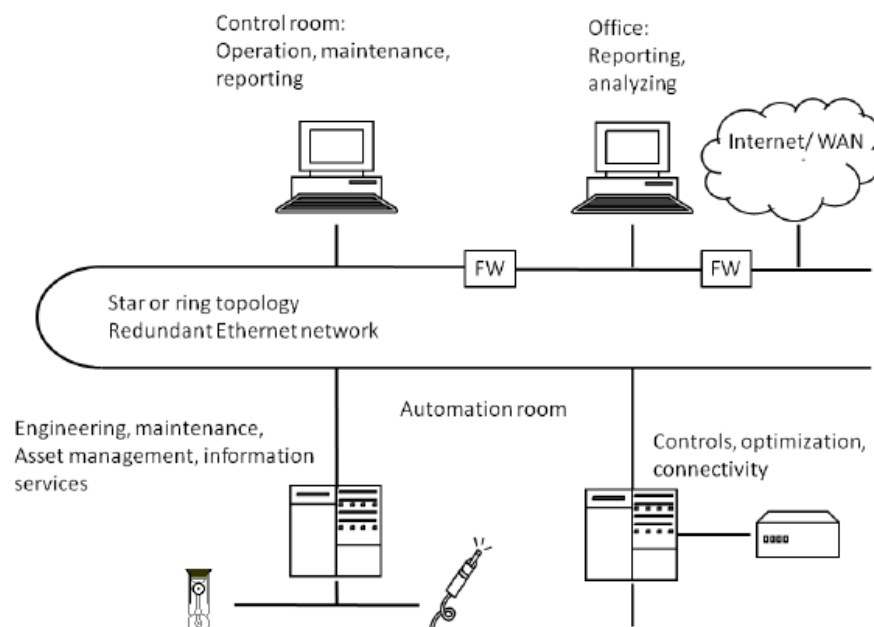 Control room:
Operation, maintenance,
reporting
Office:
Reporting,
analyzing
Internet/ WAN
FW
FW
Star or ring topology
Redundant Ethernet network
Automation room
Engineering, maintenance,
Asset management, information
services
Controls, optimization,
connectivity